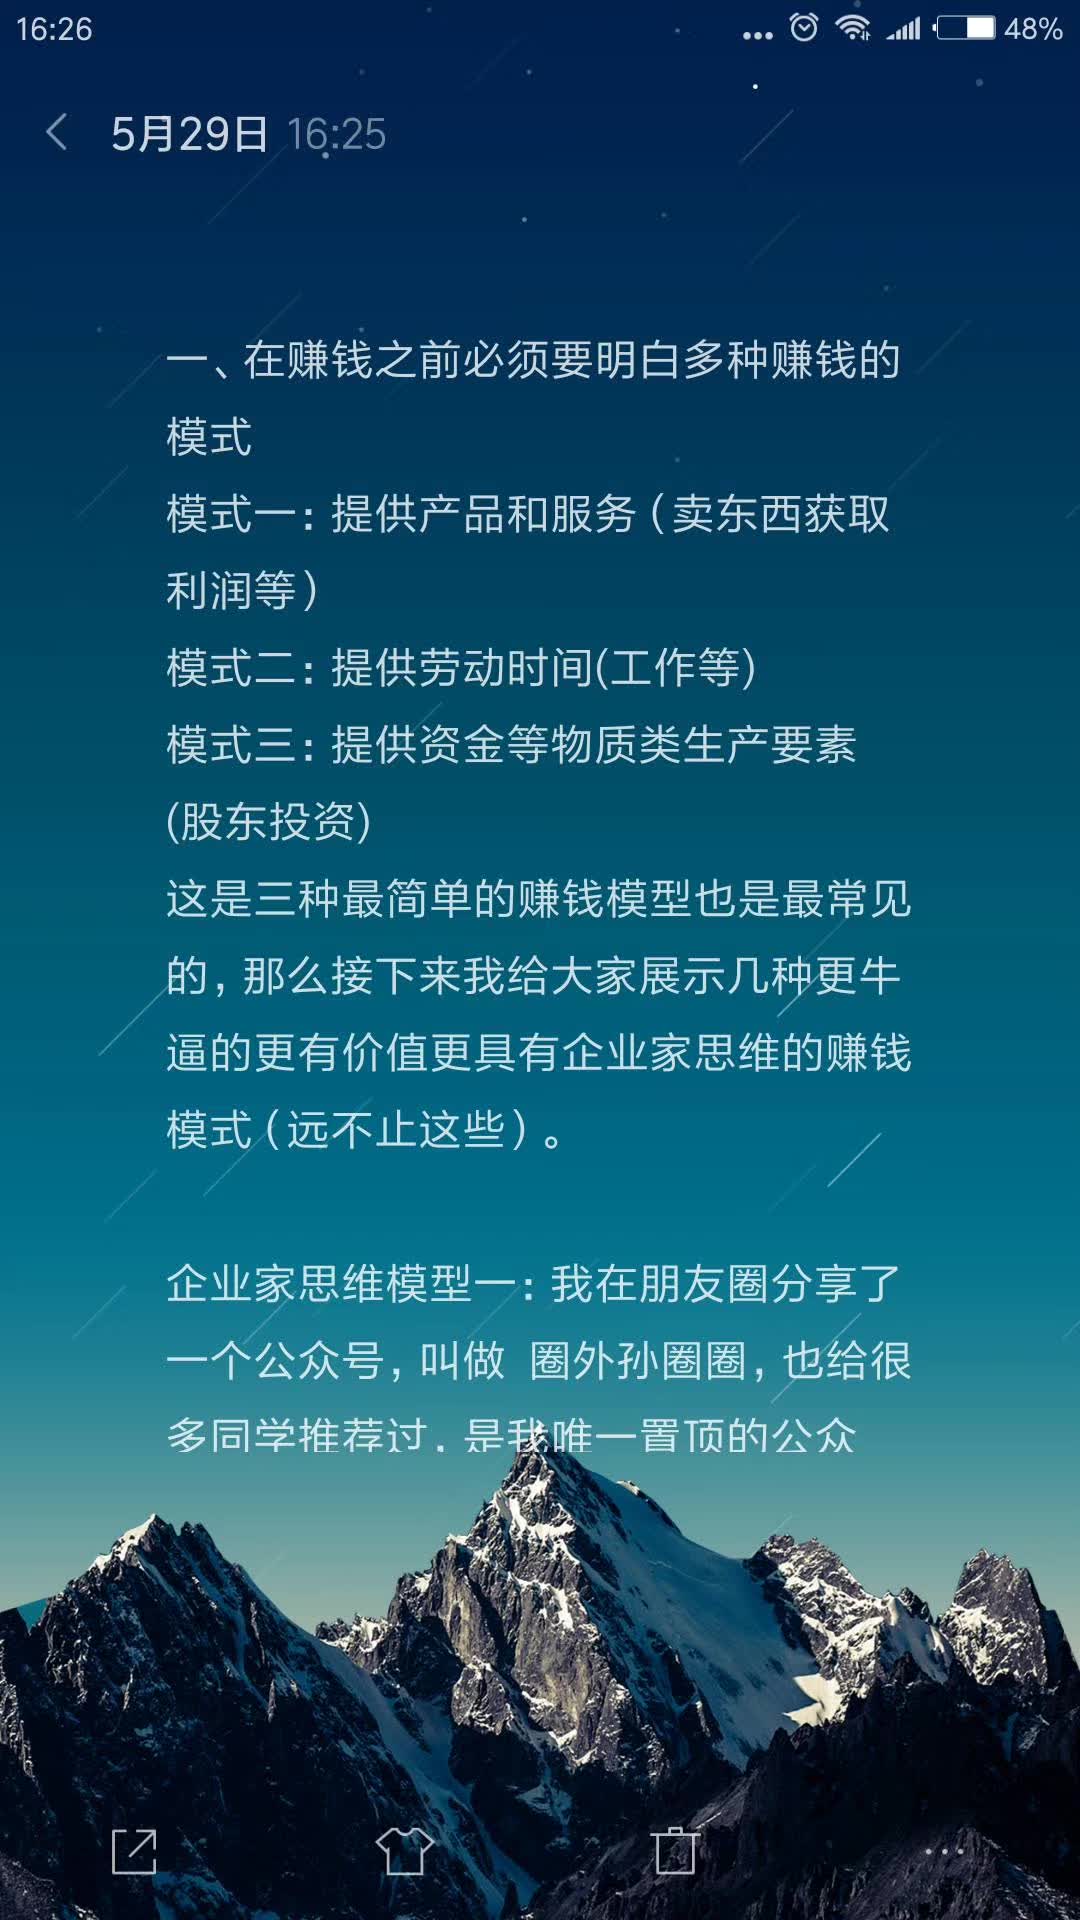 16:26
48%
5月29日 16:25
一、在赚钱之前必须要明白多种赚钱的
模式
模式一：提供产品和服务（卖东西获取
利润等）
模式二：提供劳动时间(工作等)
模式三：提供资金等物质类生产要素
(股东投资)
这是三种最简单的赚钱模型也是最常见
的，那么接下来我给大家展示几种更牛
逼的更有价值更具有企业家思维的赚钱
模式（远不止这些）。
企业家思维模型一：我在朋友圈分享了
一个公众号，叫做 圈外孙圈圈，也给很
多同学推荐过，是我唯一置顶的公众